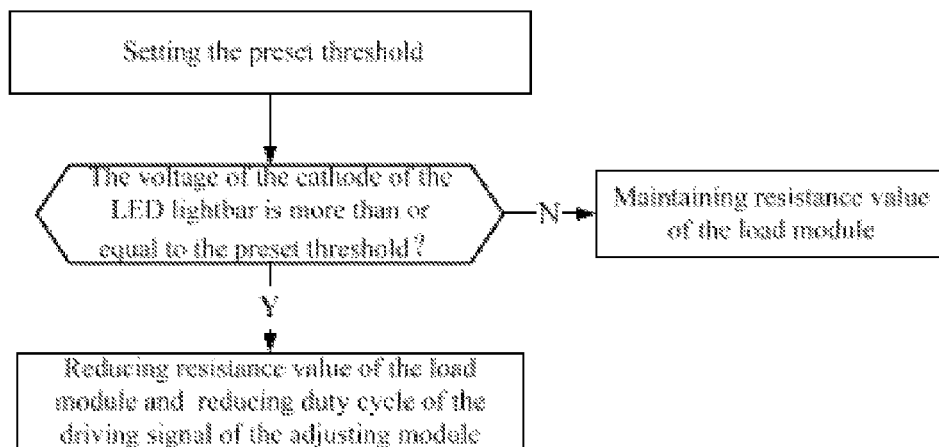 Setting the preset threshold
The voltage of the cathode of the
LED lightbar is more than or
equal to the preset threshold?
N
Maintaining resistance value
of the load module
Y
Reducing resistance value of the load
module and reducing duty cycle of the
driving signal of the adjusting module